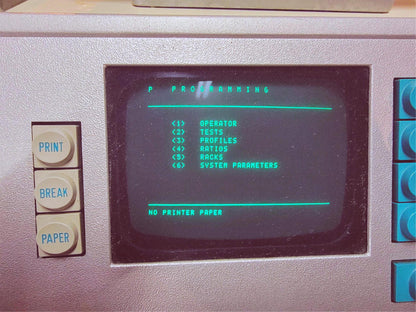 P PROGRAMMING
<1> OPERATOR
<2> TESTS
<3> PROFILES
<4> RATIOS
<5> RACKS
<6> SYSTEM PARAMETERS
NO PRINTER PAPER
PRINT
BREAK
PAPER